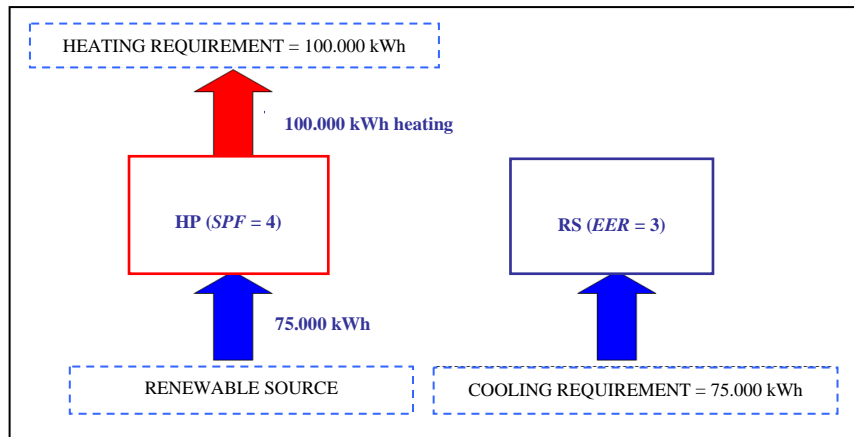 HEATING REQUIREMENT = 100.000 kWh
100.000 kWh heating
HP (SPF = 4)
RS (EER = 3)
75.000 kWh
RENEWABLE SOURCE
COOLING REQUIREMENT = 75.000 kWh